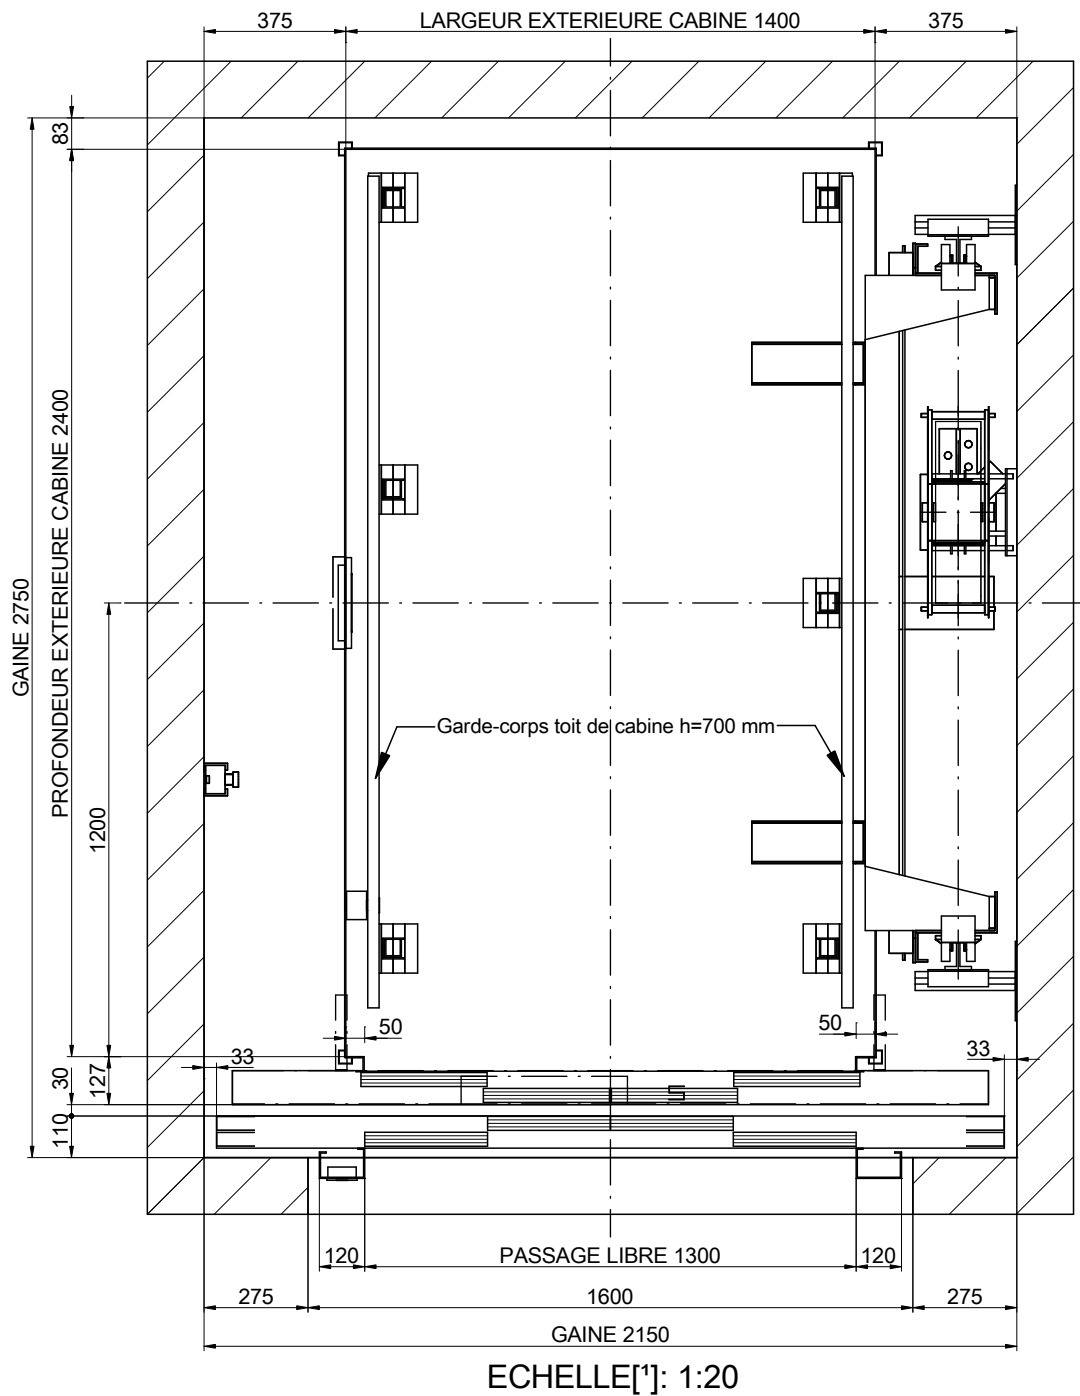 375
LARGEUR EXTERIEURE CABINE 1400
375
83
GAINE 2750
PROFONDEUR EXTERIEURE CABINE 2400
Garde-corps toit de cabine h=700 mm
1200
50
50
33
33
30
127
110
120
PASSAGE LIBRE 1300
120
275
1600
275
GAINE 2150
ECHELLE[¹]: 1:20